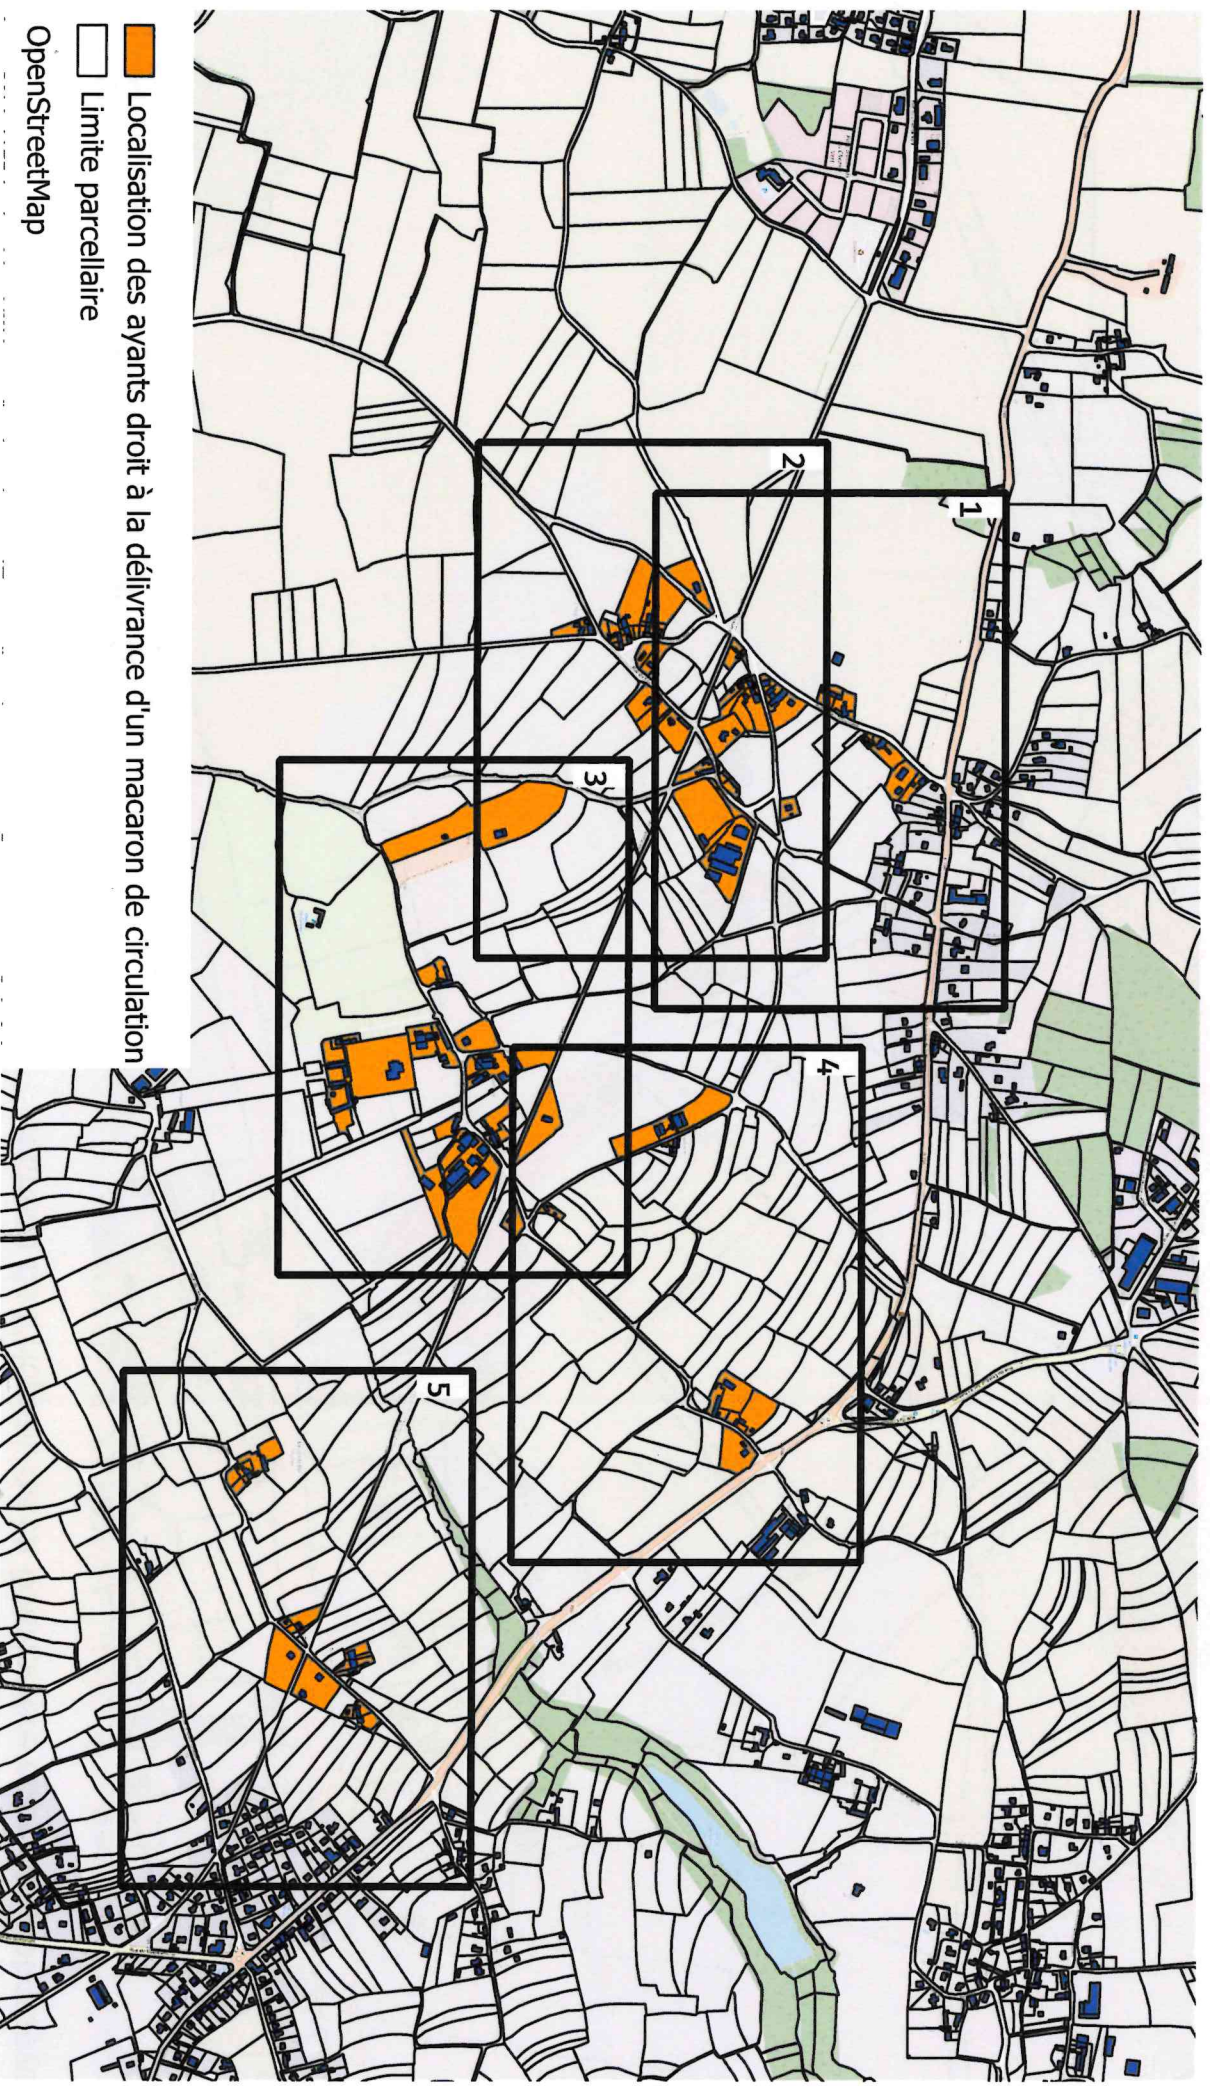 1
2
3
4
5
Localisation des ayants droit à la délivrance d'un macaron de circulation
Limite parcellaire
OpenStreetMap